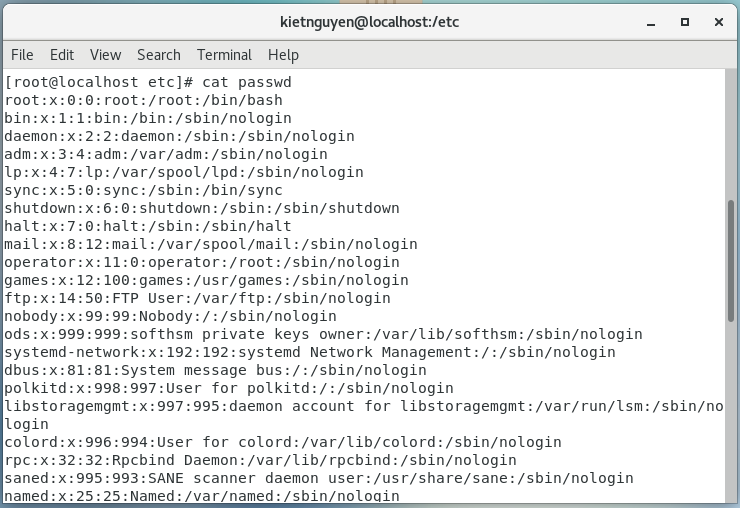 kietnguyen@localhost:/etc
File Edit View Search Terminal Help
[root@localhost etc]# cat passwd
root:x:0:0:root:/root:/bin/bash
bin:x:1:1:bin:/bin:/sbin/nologin
daemon:x:2:2:daemon:/sbin:/sbin/nologin
adm:x:3:4:adm:/var/adm:/sbin/nologin
lp:x:4:7:lp:/var/spool/lpd:/sbin/nologin
sync:x:5:0:sync:/sbin:/bin/sync
shutdown:x:6:0:shutdown:/sbin:/sbin/shutdown
halt:x:7:0:halt:/sbin:/sbin/halt
mail:x:8:12:mail:/var/spool/mail:/sbin/nologin
operator:x:11:0:operator:/root:/sbin/nologin
games:x:12:100:games:/usr/games:/sbin/nologin
ftp:x:14:50:FTP User:/var/ftp:/sbin/nologin
nobody:x:99:99:Nobody:/:/sbin/nologin
ods:x:999:999:softhsm private keys owner:/var/lib/softhsm:/sbin/nologin
systemd-network:x:192:192:systemd Network Management:/:/sbin/nologin
dbus:x:81:81:System message bus:/:/sbin/nologin
polkitd:x:998:997:User for polkitd:/:/sbin/nologin
libstoragemgmt:x:997:995:daemon account for libstoragemgmt:/var/run/lsm:/sbin/no
login
colord:x:996:994:User for colord:/var/lib/colord:/sbin/nologin
rpc:x:32:32:Rpcbind Daemon:/var/lib/rpcbind:/sbin/nologin
saned:x:995:993:SANE scanner daemon user:/usr/share/sane:/sbin/nologin
named:x:25:25:Named:/var/named:/sbin/nologin